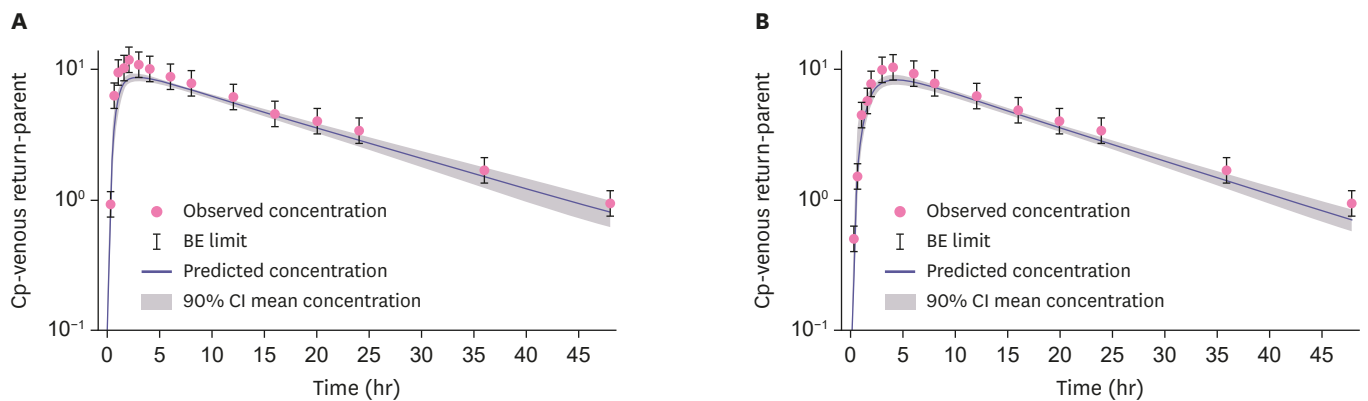 A
Cp-venous return-parent
10¹
10⁰
10⁻¹
Observed concentration
BE limit
Predicted concentration
90% CI mean concentration
0 5 10 15 20 25 30 35 40 45
Time (hr)
B
Cp-venous return-parent
10¹
10⁰
10⁻¹
Observed concentration
BE limit
Predicted concentration
90% CI mean concentration
0 5 10 15 20 25 30 35 40 45
Time (hr)